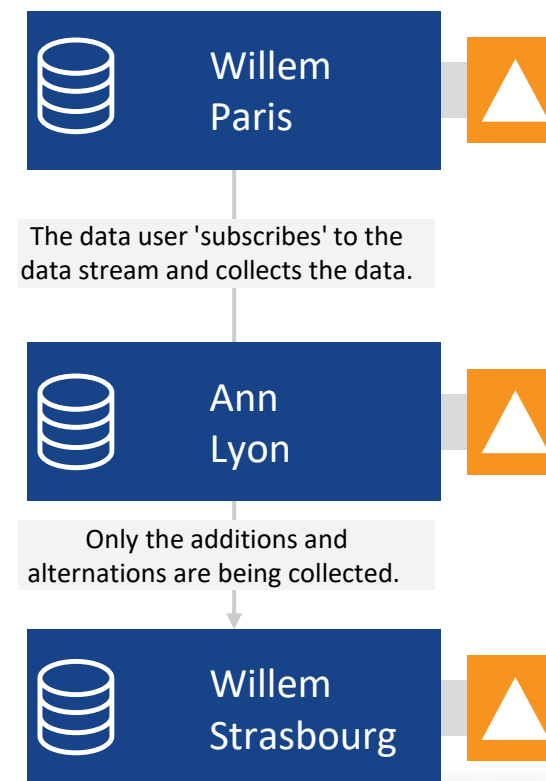 Willem
Paris
The data user 'subscribes' to the
data stream and collects the data.
Ann
Lyon
Only the additions and
alternations are being collected.
Willem
Strasbourg